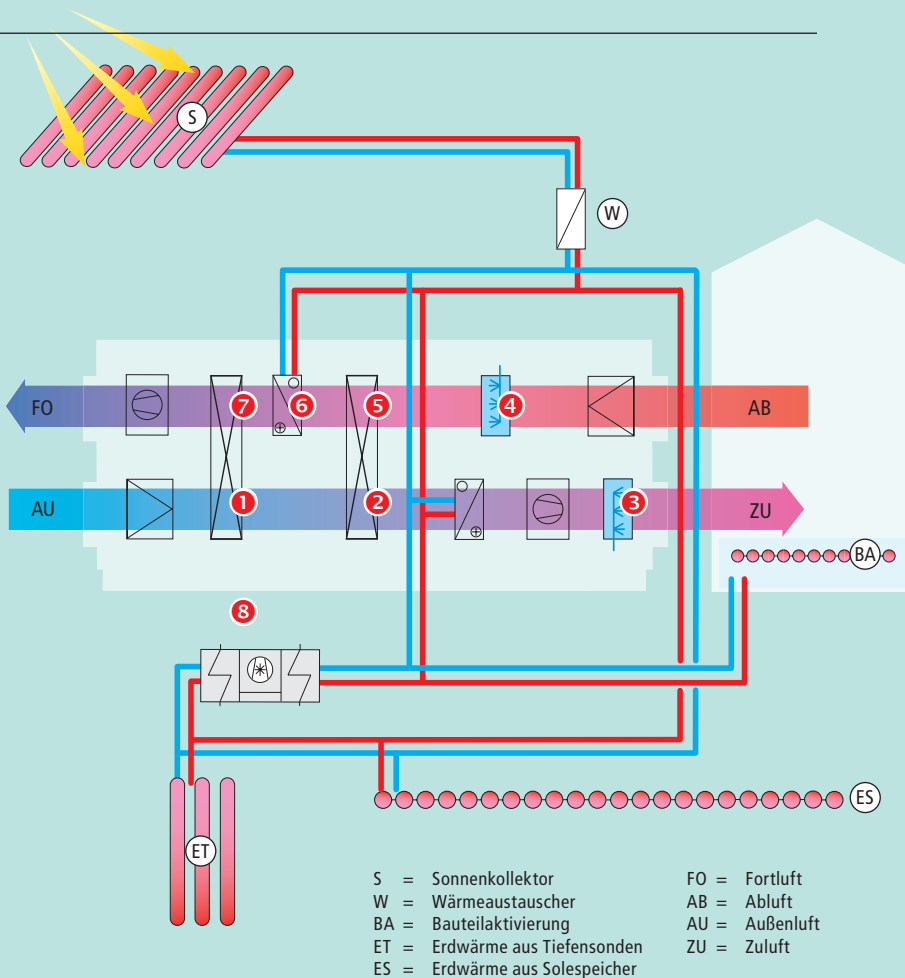 S
W
7
6
5
4
FO
AB
1
2
3
AU
ZU
BA
8
ES
ET
S = Sonnenkollektor
W = Wärmeaustauscher
BA = Bauteilaktivierung
ET = Erdwärme aus Tiefensonden
ES = Erdwärme aus Solespeicher
FO = Fortluft
AB = Abluft
AU = Außenluft
ZU = Zuluft